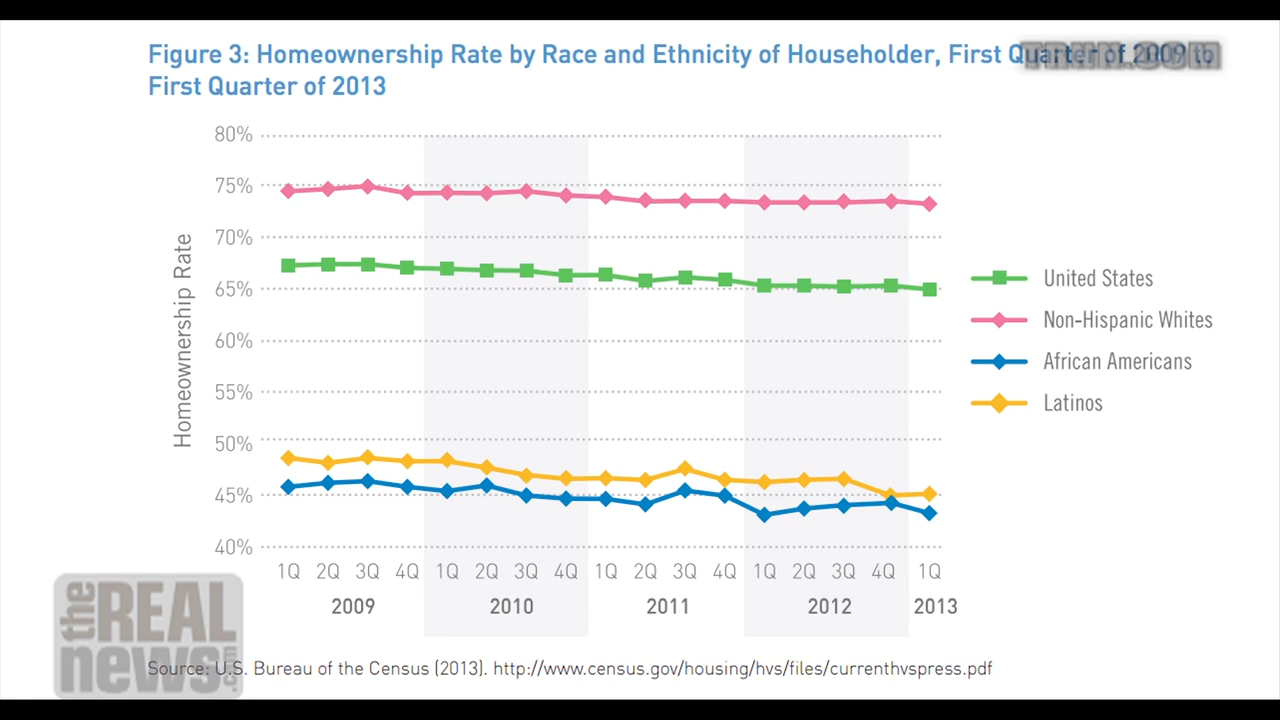 Figure 3: Homeownership Rate by Race and Ethnicity of Householder, First Quarter of 2009 to
TRNN.COM
First Quarter of 2013
80%
75%
70%
65%
60%
55%
50%
45%
40%
Homeownership Rate
United States
Non-Hispanic Whites
African Americans
Latinos
1Q 2Q 3Q 4Q 1Q 2Q 3Q 4Q 1Q 2Q 3Q 4Q 1Q 2Q 3Q 4Q 1Q
2009 2010 2011 2012 2013
the REAL
news.com
Source: U.S. Bureau of the Census (2013). http://www.census.gov/housing/hvs/files/currenthvspress.pdf